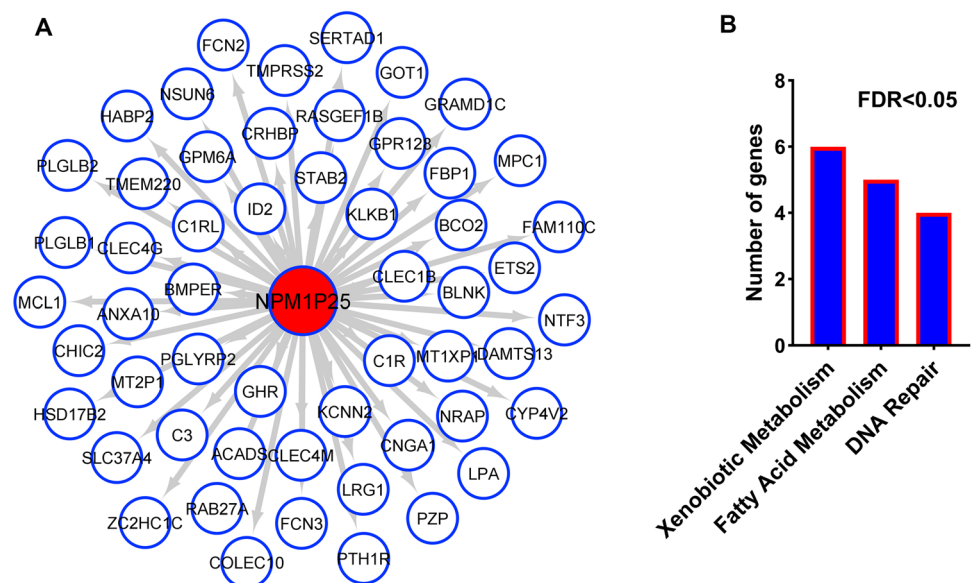 A
FCN2
SERTAD1
TMPRSS2
GOT1
NSUN6
GRAMD1C
HABP2
RASGEF1B
CRHBP
GPR128
GPM6A
MPC1
PLGLB2
FBP1
TMEM220
STAB2
ID2
KLKB1
C1RL
BCO2
FAM110C
PLGLB1
CLEC4G
ETS2
CLEC1B
BMPER
BLNK
MCL1
NPM1P25
ANXA10
NTF3
CHIC2
PGLYRP2
C1R
MT1XP1
DAMTS13
MT2P1
GHR
HSD17B2
KCNN2
NRAP
CYP4V2
C3
CNGA1
SLC37A4
ACADS
CLEC4M
LPA
LRG1
RAB27A
PZP
ZC2HC1C
FCN3
COLEC10
PTH1R
B
FDR<0.05
Number of genes
8
6
4
2
0
Xenobiotic Metabolism
Fatty Acid Metabolism
DNA Repair